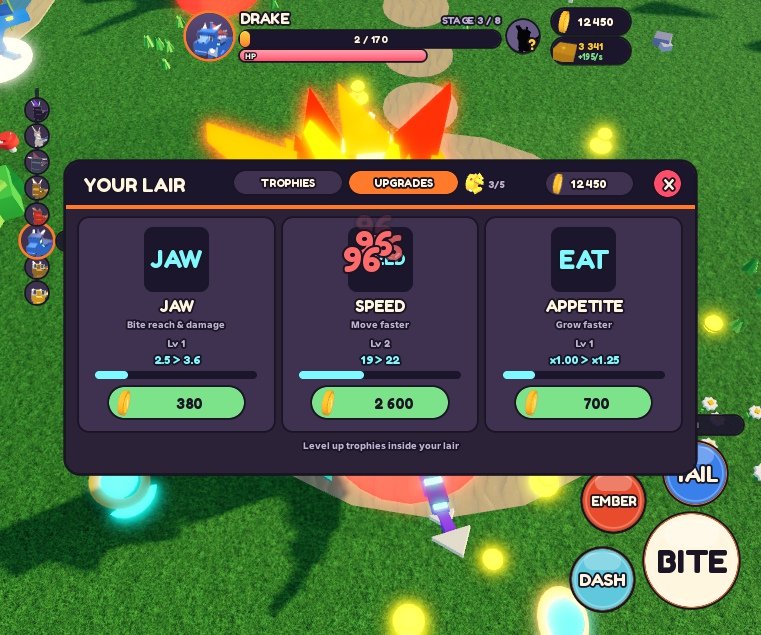 DRAKE
STAGE 3 / 8
2 / 170
HP
12 450
3 341
+195/s
?
YOUR LAIR
TROPHIES
UPGRADES
3/5
12 450
X
JAW
JAW
Bite reach & damage
Lv 1
2.5 > 3.6
380
96
96
SPEED
Move faster
Lv 2
19 > 22
2 600
EAT
APPETITE
Grow faster
Lv 1
x1.00 > x1.25
700
Level up trophies inside your lair
TAIL
EMBER
BITE
DASH